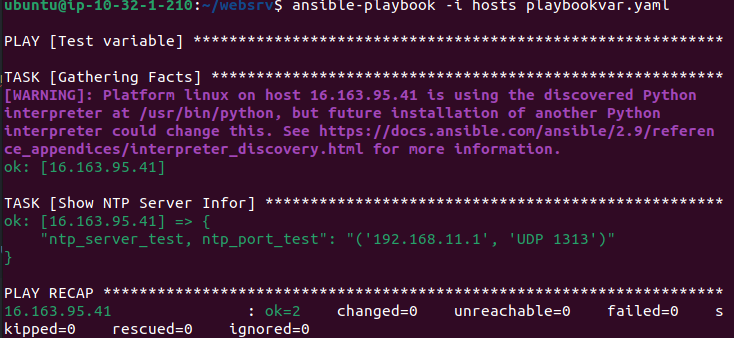 ubuntu@ip-10-32-1-210:~/websrv$ ansible-playbook -i hosts playbookvar.yaml
PLAY [Test variable] ***********************************************************
TASK [Gathering Facts] *********************************************************
[WARNING]: Platform linux on host 16.163.95.41 is using the discovered Python
interpreter at /usr/bin/python, but future installation of another Python
interpreter could change this. See https://docs.ansible.com/ansible/2.9/referen
ce_appendices/interpreter_discovery.html for more information.
ok: [16.163.95.41]
TASK [Show NTP Server Infor] ***************************************************
ok: [16.163.95.41] => {
    "ntp_server_test, ntp_port_test": "('192.168.11.1', 'UDP 1313')"
}
PLAY RECAP *********************************************************************
16.163.95.41               : ok=2    changed=0    unreachable=0    failed=0    s
kipped=0    rescued=0    ignored=0